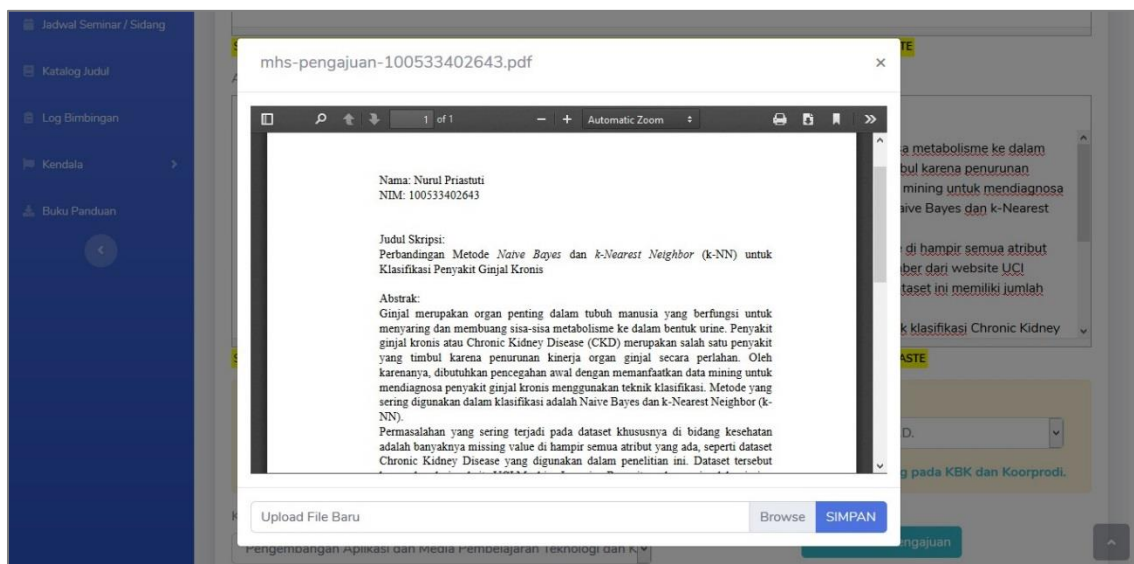 Jadwal Seminar / Sidang
Katalog Judul
Log Bimbingan
Kendala
Buku Panduan
mhs-pengajuan-100533402643.pdf
×
1 of 1
Automatic Zoom
Nama: Nurul Priastuti
NIM: 100533402643
Judul Skripsi:
Perbandingan Metode Naive Bayes dan k-Nearest Neighbor (k-NN) untuk
Klasifikasi Penyakit Ginjal Kronis
Abstrak:
Ginjal merupakan organ penting dalam tubuh manusia yang berfungsi untuk
menyaring dan membuang sisa-sisa metabolisme ke dalam bentuk urine. Penyakit
ginjal kronis atau Chronic Kidney Disease (CKD) merupakan salah satu penyakit
yang timbul karena penurunan kinerja organ ginjal secara perlahan. Oleh
karenanya, dibutuhkan pencegahan awal dengan memanfaatkan data mining untuk
mendiagnosa penyakit ginjal kronis menggunakan teknik klasifikasi. Metode yang
sering digunakan dalam klasifikasi adalah Naive Bayes dan k-Nearest Neighbor (k-
NN).
Permasalahan yang sering terjadi pada dataset khususnya di bidang kesehatan
adalah banyaknya missing value di hampir semua atribut yang ada, seperti dataset
Chronic Kidney Disease yang digunakan dalam penelitian ini. Dataset tersebut
Upload File Baru
Browse
SIMPAN
metabolisme ke dalam
karena penurunan
mining untuk mendiagnosa
Bayes dan k-Nearest
di hampir semua atribut
dari website UCI
ini memiliki jumlah
klasifikasi Chronic Kidney
D.
pada KBK dan Koorprodi.
Pengembangan Aplikasi dan Media Pembelajaran Teknologi dan K